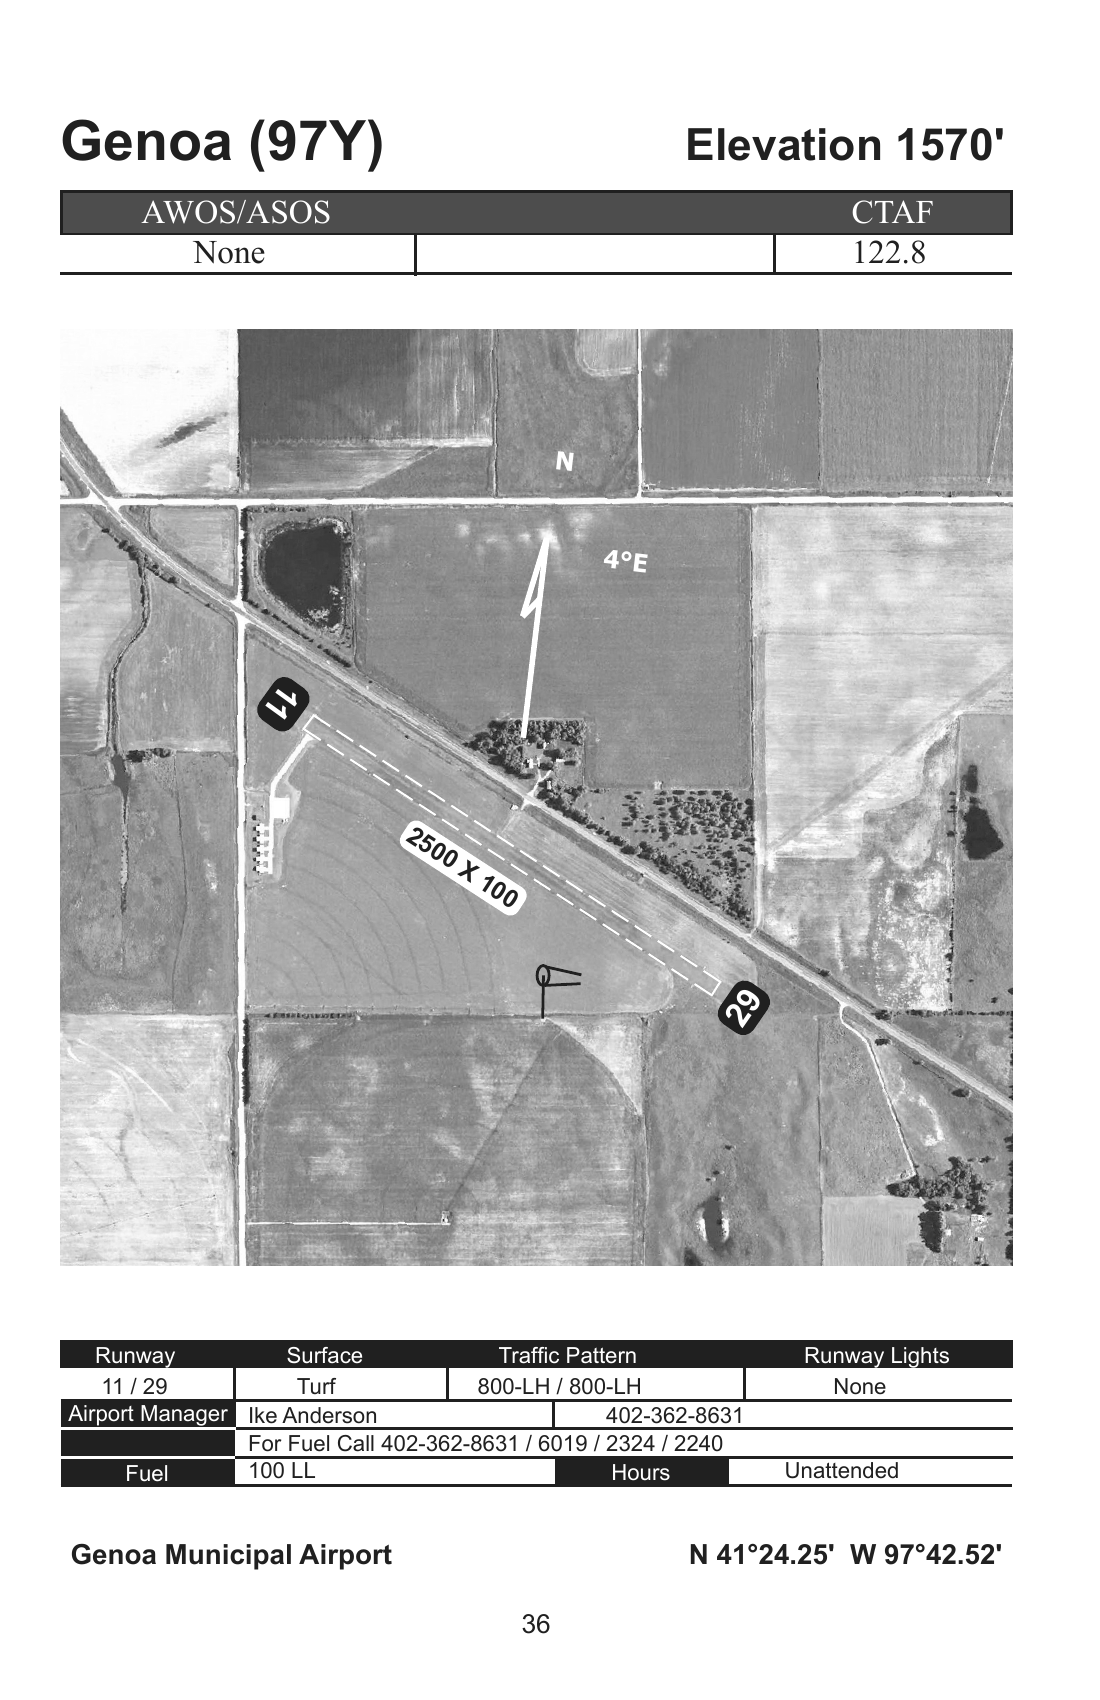 Genoa (97Y) Elevation 1570'
AWOS/ASOS CTAF
None 122.8
N
4°E
11
2500 X 100
29
Runway Surface Traffic Pattern Runway Lights
11 / 29 Turf 800-LH / 800-LH None
Airport Manager Ike Anderson 402-362-8631
For Fuel Call 402-362-8631 / 6019 / 2324 / 2240
Fuel 100 LL Hours Unattended
Genoa Municipal Airport N 41°24.25' W 97°42.52'
36